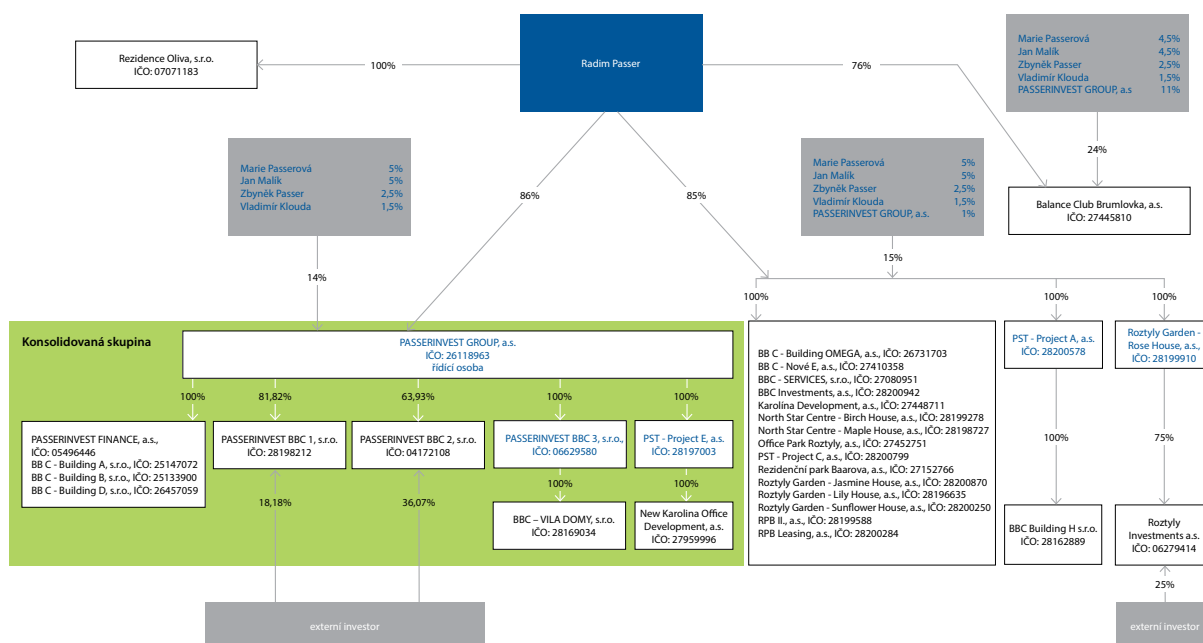 Rezidence Oliva, s.r.o.
IČO: 07071183
100%
Radim Passer
76%
Marie Passerová 4,5%
Jan Malík 4,5%
Zbyněk Passer 2,5%
Vladimír Klouda 1,5%
PASSERINVEST GROUP, a.s 11%
24%
Balance Club Brumlovka, a.s.
IČO: 27445810
Marie Passerová 5%
Jan Malík 5%
Zbyněk Passer 2,5%
Vladimír Klouda 1,5%
14%
86%
85%
Marie Passerová 5%
Jan Malík 5%
Zbyněk Passer 2,5%
Vladimír Klouda 1,5%
PASSERINVEST GROUP, a.s. 1%
15%
100%
100%
100%
Konsolidovaná skupina
PASSERINVEST GROUP, a.s.
IČO: 26118963
řídící osoba
100%
81,82%
63,93%
100%
100%
PASSERINVEST FINANCE, a.s.,
IČO: 05496446
BB C - Building A, s.r.o., IČO: 25147072
BB C - Building B, s.r.o., IČO: 25133900
BB C - Building D, s.r.o., IČO: 26457059
PASSERINVEST BBC 1, s.r.o.
IČO: 28198212
PASSERINVEST BBC 2, s.r.o.
IČO: 04172108
PASSERINVEST BBC 3, s.r.o.,
IČO: 06629580
PST - Project E, a.s.
IČO: 28197003
18,18%
36,07%
100%
100%
BBC – VILA DOMY, s.r.o.
IČO: 28169034
New Karolina Office
Development, a.s.
IČO: 27959996
externí investor
BB C - Building OMEGA, a.s., IČO: 26731703
BB C - Nové E, a.s., IČO: 27410358
BBC - SERVICES, s.r.o., IČO: 27080951
BBC Investments, a.s., IČO: 28200942
Karolína Development, a.s., IČO: 27448711
North Star Centre - Birch House, a.s., IČO: 28199278
North Star Centre - Maple House, a.s., IČO: 28198727
Office Park Roztyly, a.s., IČO: 27452751
PST - Project C, a.s., IČO: 28200799
Rezidenční park Baarova, a.s., IČO: 27152766
Roztyly Garden - Jasmine House, a.s., IČO: 28200870
Roztyly Garden - Lily House, a.s., IČO: 28196635
Roztyly Garden - Sunflower House, a.s., IČO: 28200250
RPB II., a.s., IČO: 28199588
RPB Leasing, a.s., IČO: 28200284
PST - Project A, a.s.,
IČO: 28200578
100%
BBC Building H s.r.o.
IČO: 28162889
Roztyly Garden -
Rose House, a.s.,
IČO: 28199910
75%
Roztyly
Investments a.s.
IČO: 06279414
25%
externí investor